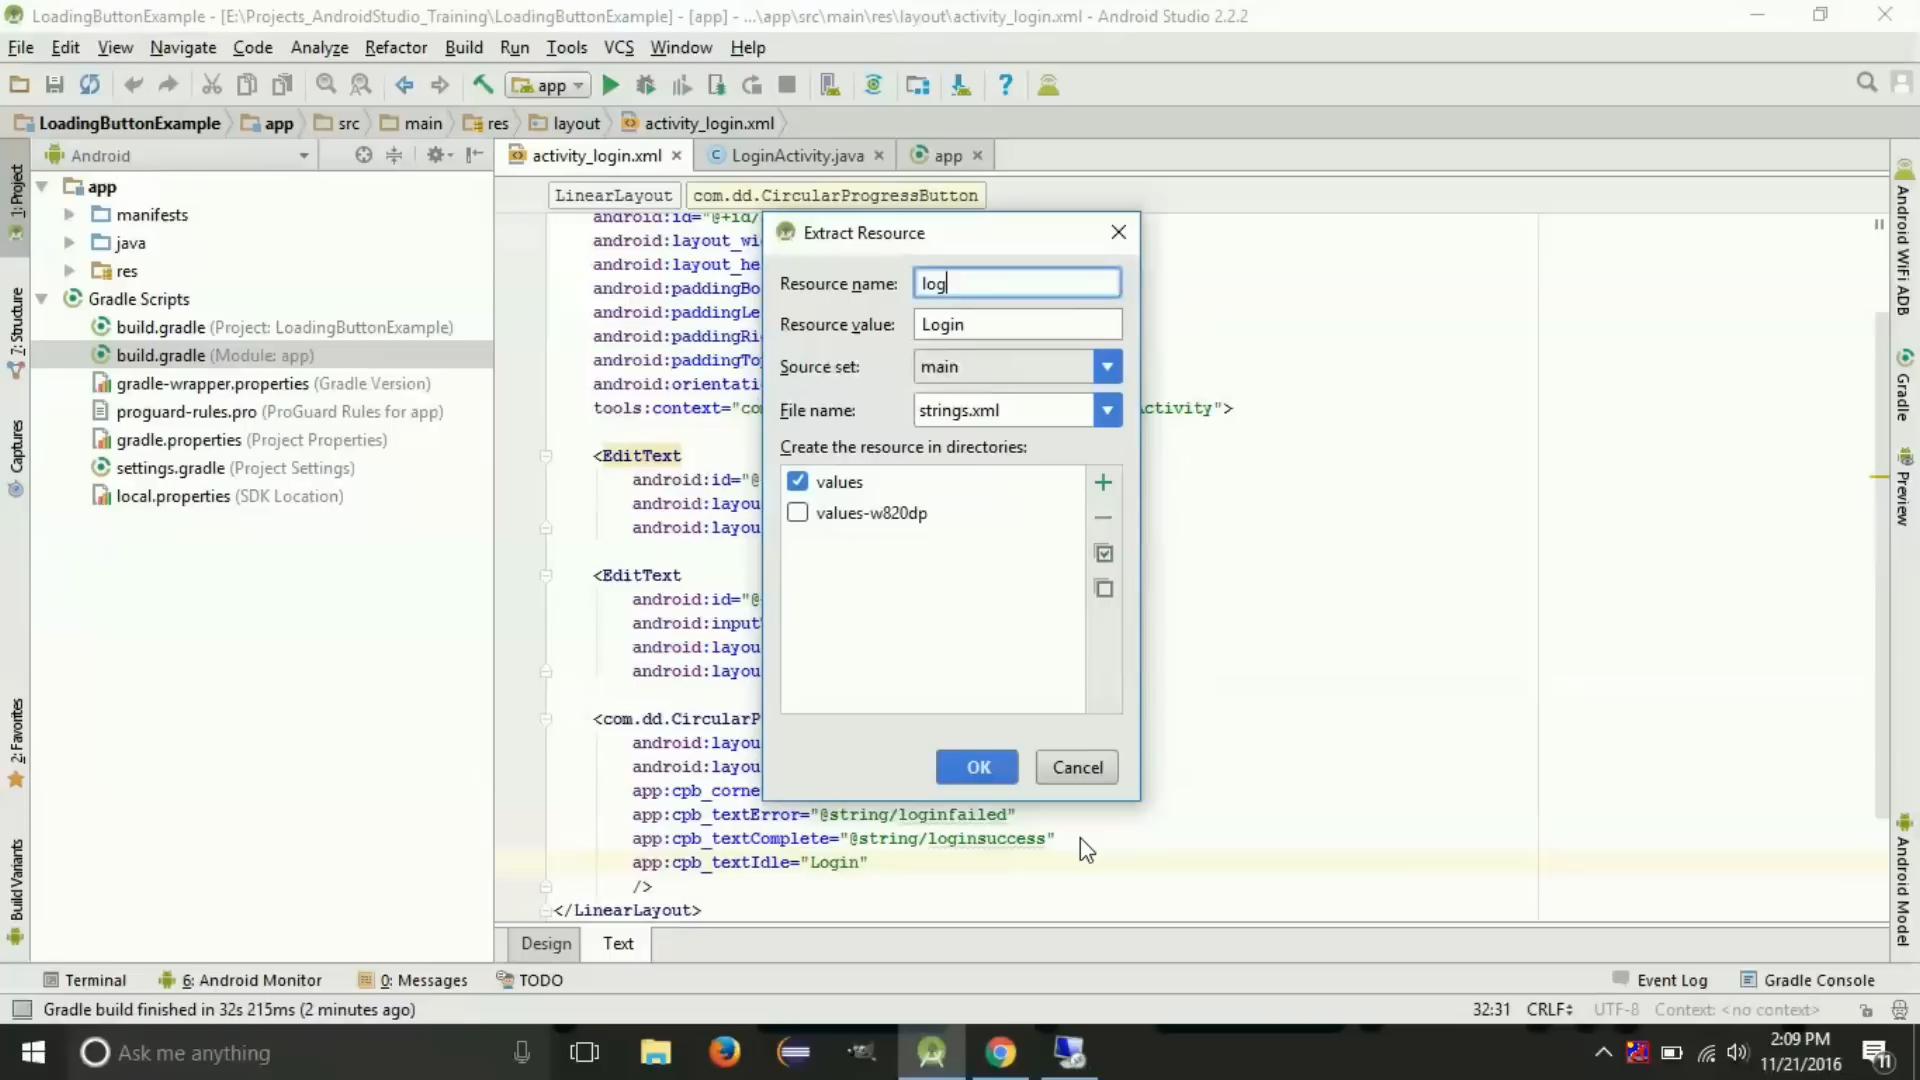 LoadingButtonExample - [E:\Projects_AndroidStudio_Training\LoadingButtonExample] - [app] - ...\app\src\main\res\layout\activity_login.xml - Android Studio 2.2.2
File Edit View Navigate Code Analyze Refactor Build Run Tools VCS Window Help
app
LoadingButtonExample app src main res layout activity_login.xml
Android
activity_login.xml LoginActivity.java app
1: Project
7: Structure
Captures
2: Favorites
Build Variants
app
manifests
java
res
Gradle Scripts
build.gradle (Project: LoadingButtonExample)
build.gradle (Module: app)
gradle-wrapper.properties (Gradle Version)
proguard-rules.pro (ProGuard Rules for app)
gradle.properties (Project Properties)
settings.gradle (Project Settings)
local.properties (SDK Location)
LinearLayout com.dd.CircularProgressButton
android:id="@+id/
android:layout_wi
android:layout_he
android:paddingBo
android:paddingLe
android:paddingRi
android:paddingTo
android:orientati
tools:context="co ctivity">
<EditText
android:id="@
android:layou
android:layou
<EditText
android:id="@
android:input
android:layou
android:layou
<com.dd.CircularP
android:layou
android:layou
app:cpb_corne
app:cpb_textError="@string/loginfailed"
app:cpb_textComplete="@string/loginsuccess"
app:cpb_textIdle="Login"
/>
</LinearLayout>
Extract Resource
Resource name: log
Resource value: Login
Source set: main
File name: strings.xml
Create the resource in directories:
values
values-w820dp
OK Cancel
Android WiFi ADB
Gradle
Preview
Android Model
Design Text
Terminal 6: Android Monitor 0: Messages TODO Event Log Gradle Console
Gradle build finished in 32s 215ms (2 minutes ago) 32:31 CRLF UTF-8 Context: <no context>
Ask me anything
2:09 PM
11/21/2016
11